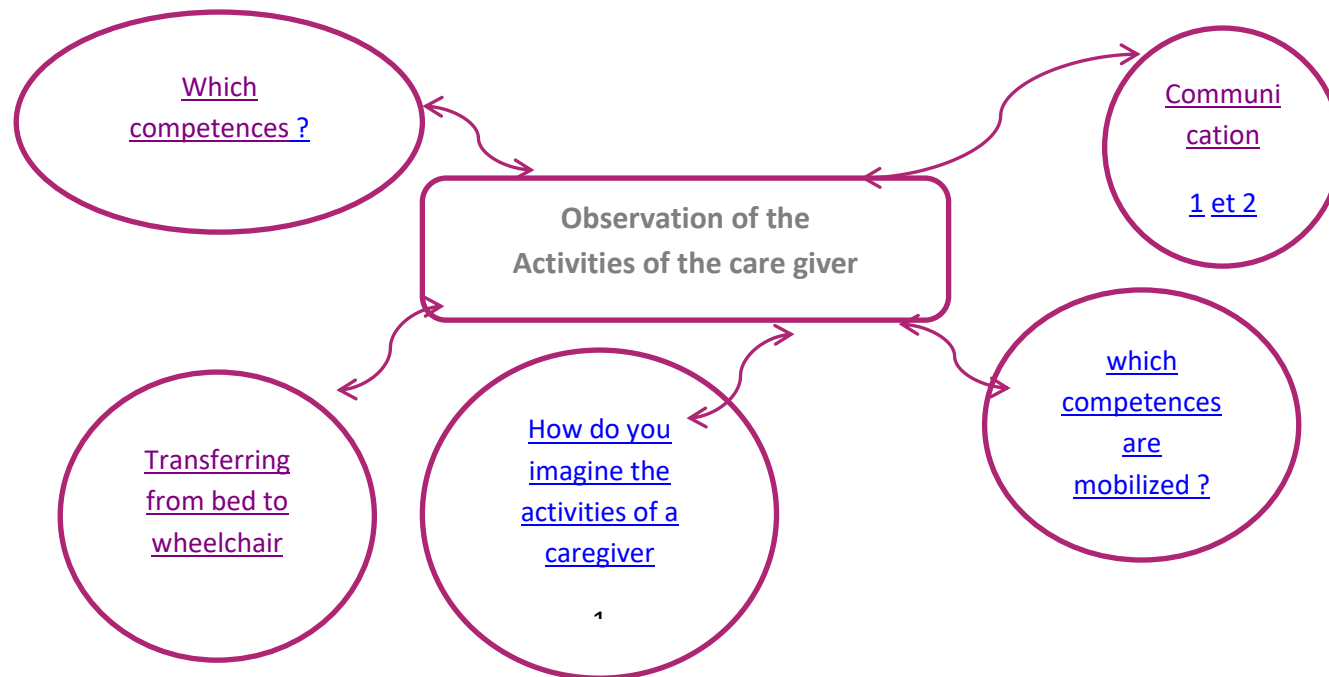 Which
competences ?
Communi
cation
1 et 2
Observation of the
Activities of the care giver
which
competences
are
mobilized ?
How do you
imagine the
activities of a
caregiver
Transferring
from bed to
wheelchair